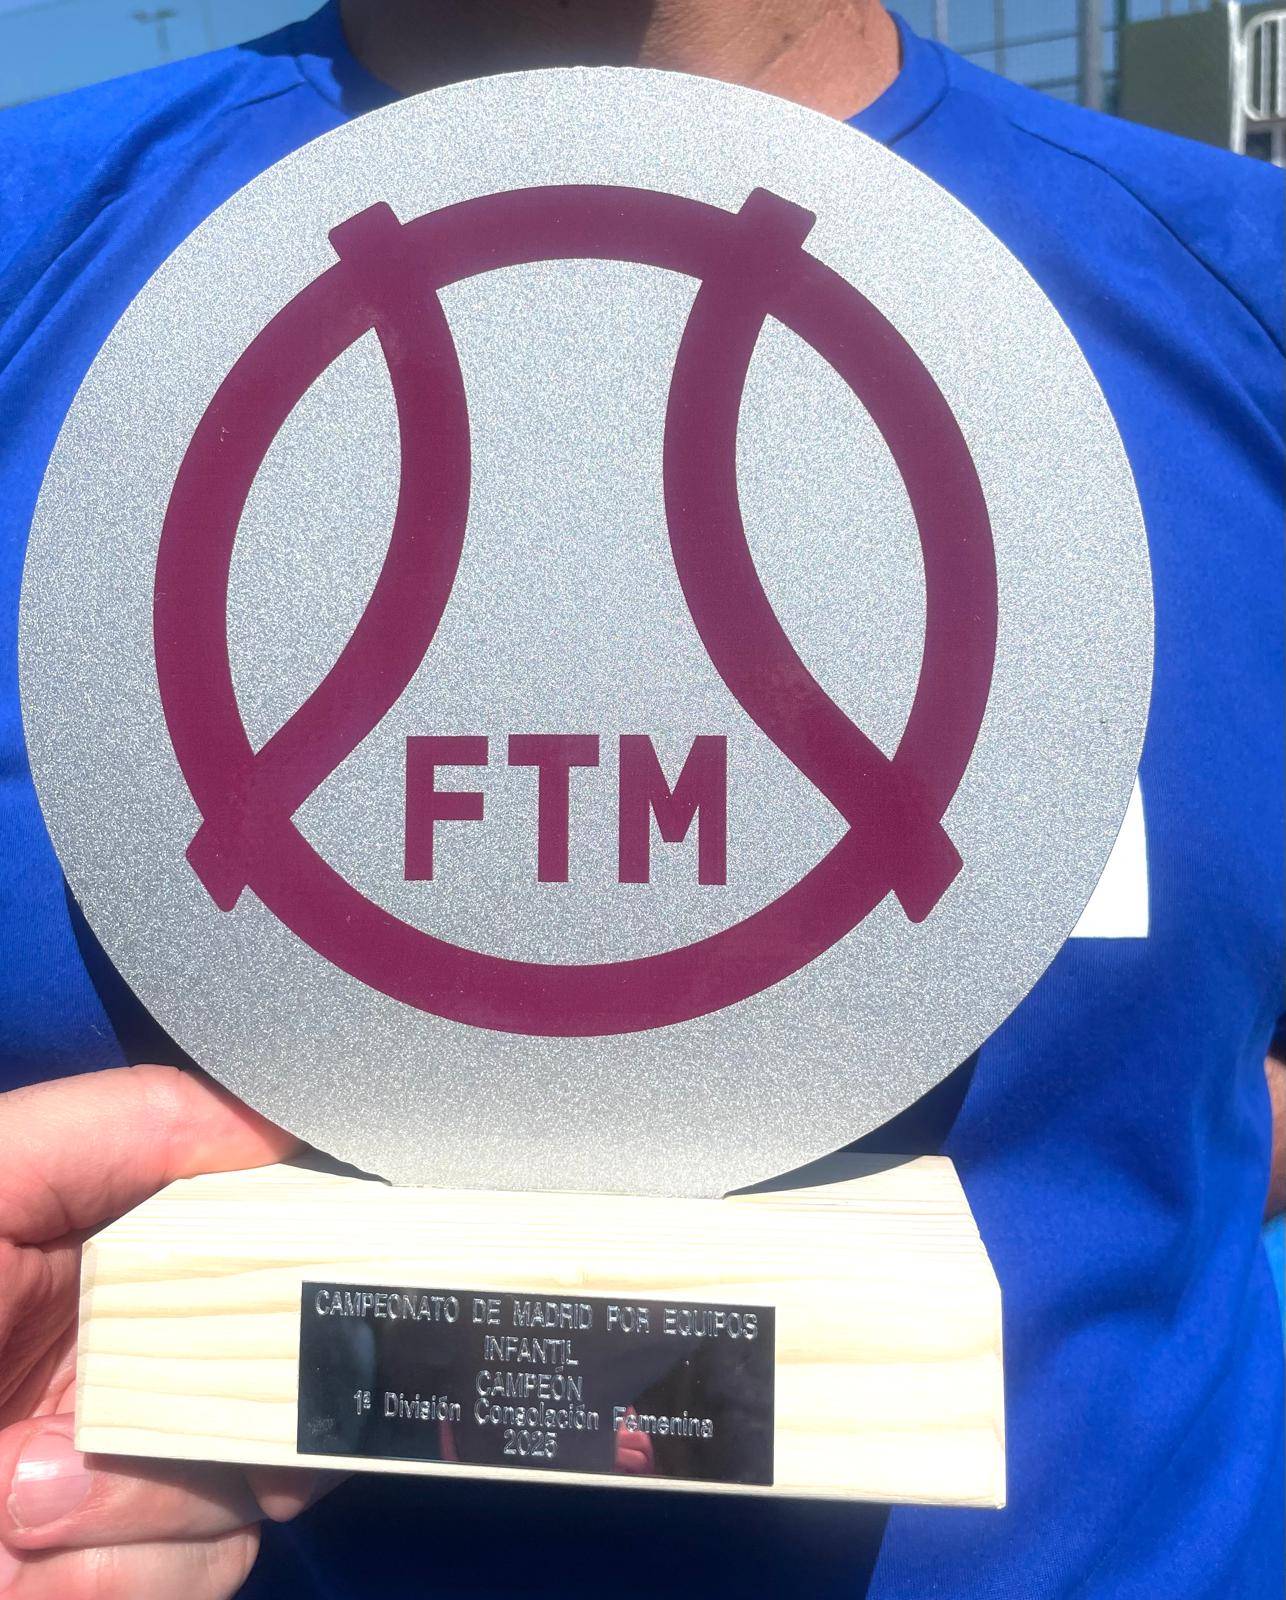 FTM
CAMPEONATO DE MADRID POR EQUIPOS
INFANTIL
CAMPEÓN
1ª División Consolación Femenina
2025